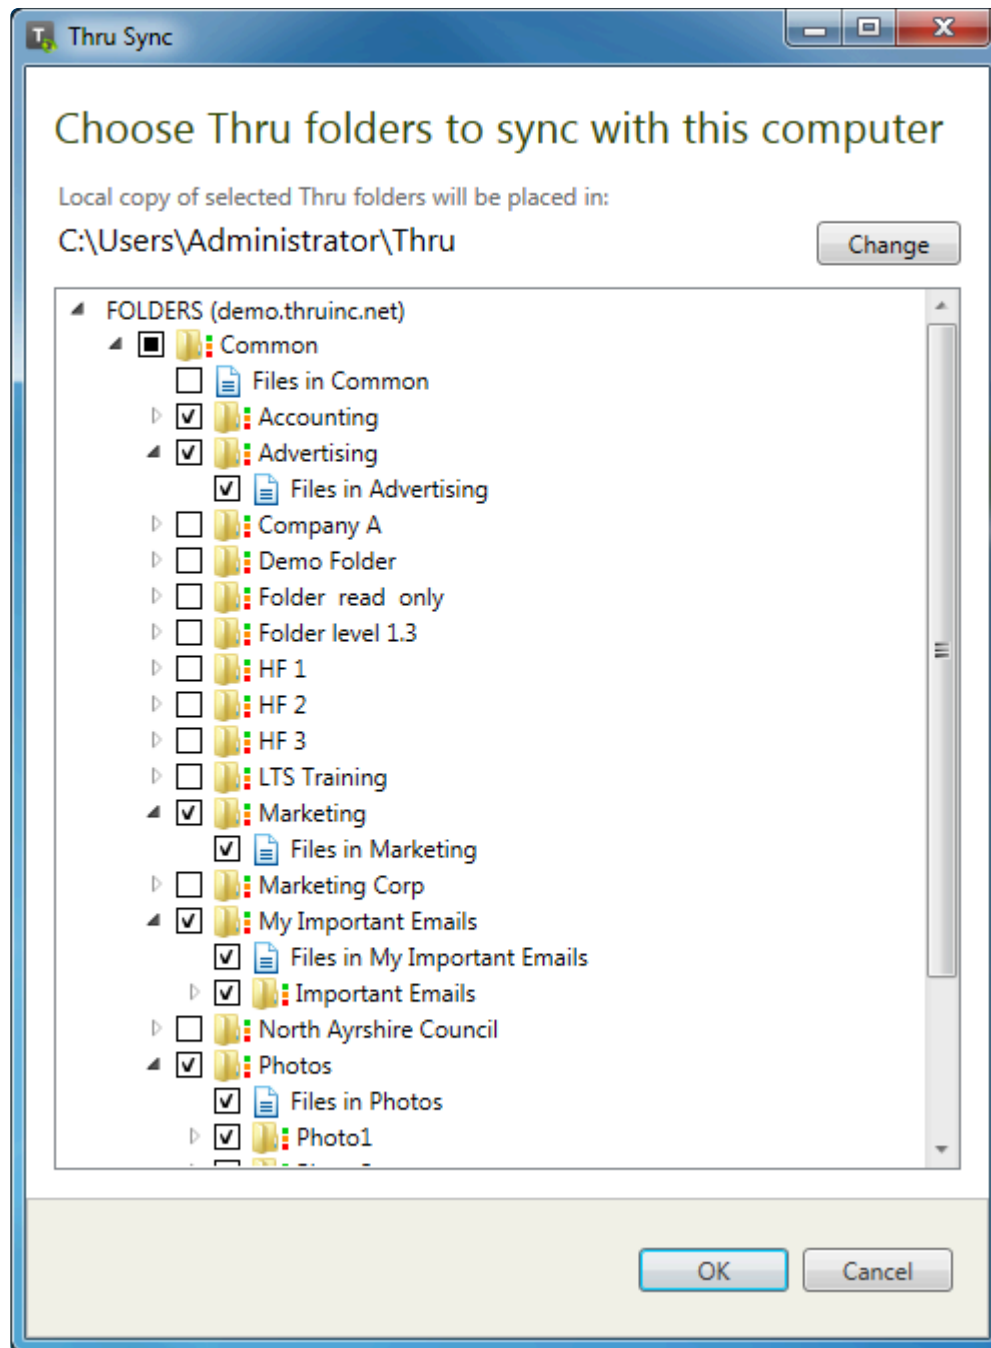 Thru Sync
Choose Thru folders to sync with this computer
Local copy of selected Thru folders will be placed in:
C:\Users\Administrator\Thru
Change
FOLDERS (demo.thruinc.net)
Common
Files in Common
Accounting
Advertising
Files in Advertising
Company A
Demo Folder
Folder read only
Folder level 1.3
HF 1
HF 2
HF 3
LTS Training
Marketing
Files in Marketing
Marketing Corp
My Important Emails
Files in My Important Emails
Important Emails
North Ayrshire Council
Photos
Files in Photos
Photo1
OK
Cancel